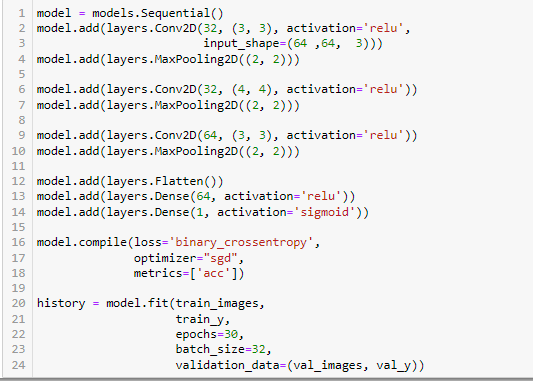 1 model = models.Sequential()
2 model.add(layers.Conv2D(32, (3, 3), activation='relu',
3                         input_shape=(64 ,64,  3)))
4 model.add(layers.MaxPooling2D((2, 2)))
5
6 model.add(layers.Conv2D(32, (4, 4), activation='relu'))
7 model.add(layers.MaxPooling2D((2, 2)))
8
9 model.add(layers.Conv2D(64, (3, 3), activation='relu'))
10 model.add(layers.MaxPooling2D((2, 2)))
11
12 model.add(layers.Flatten())
13 model.add(layers.Dense(64, activation='relu'))
14 model.add(layers.Dense(1, activation='sigmoid'))
15
16 model.compile(loss='binary_crossentropy',
17               optimizer="sgd",
18               metrics=['acc'])
19
20 history = model.fit(train_images,
21                     train_y,
22                     epochs=30,
23                     batch_size=32,
24                     validation_data=(val_images, val_y))